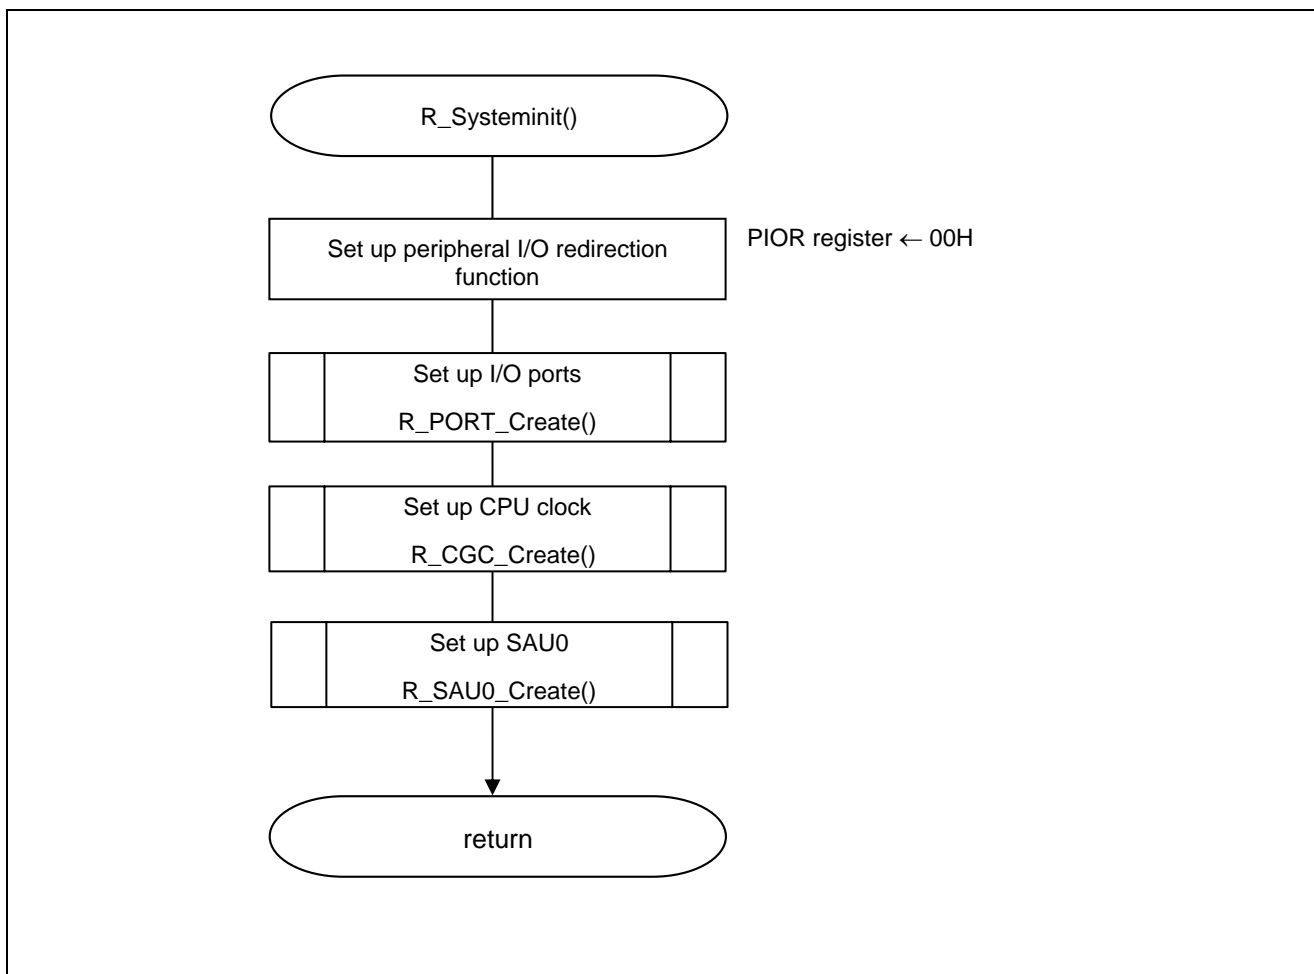 R_Systeminit()
Set up peripheral I/O redirection
function
PIOR register ← 00H
Set up I/O ports
R_PORT_Create()
Set up CPU clock
R_CGC_Create()
Set up SAU0
R_SAU0_Create()
return